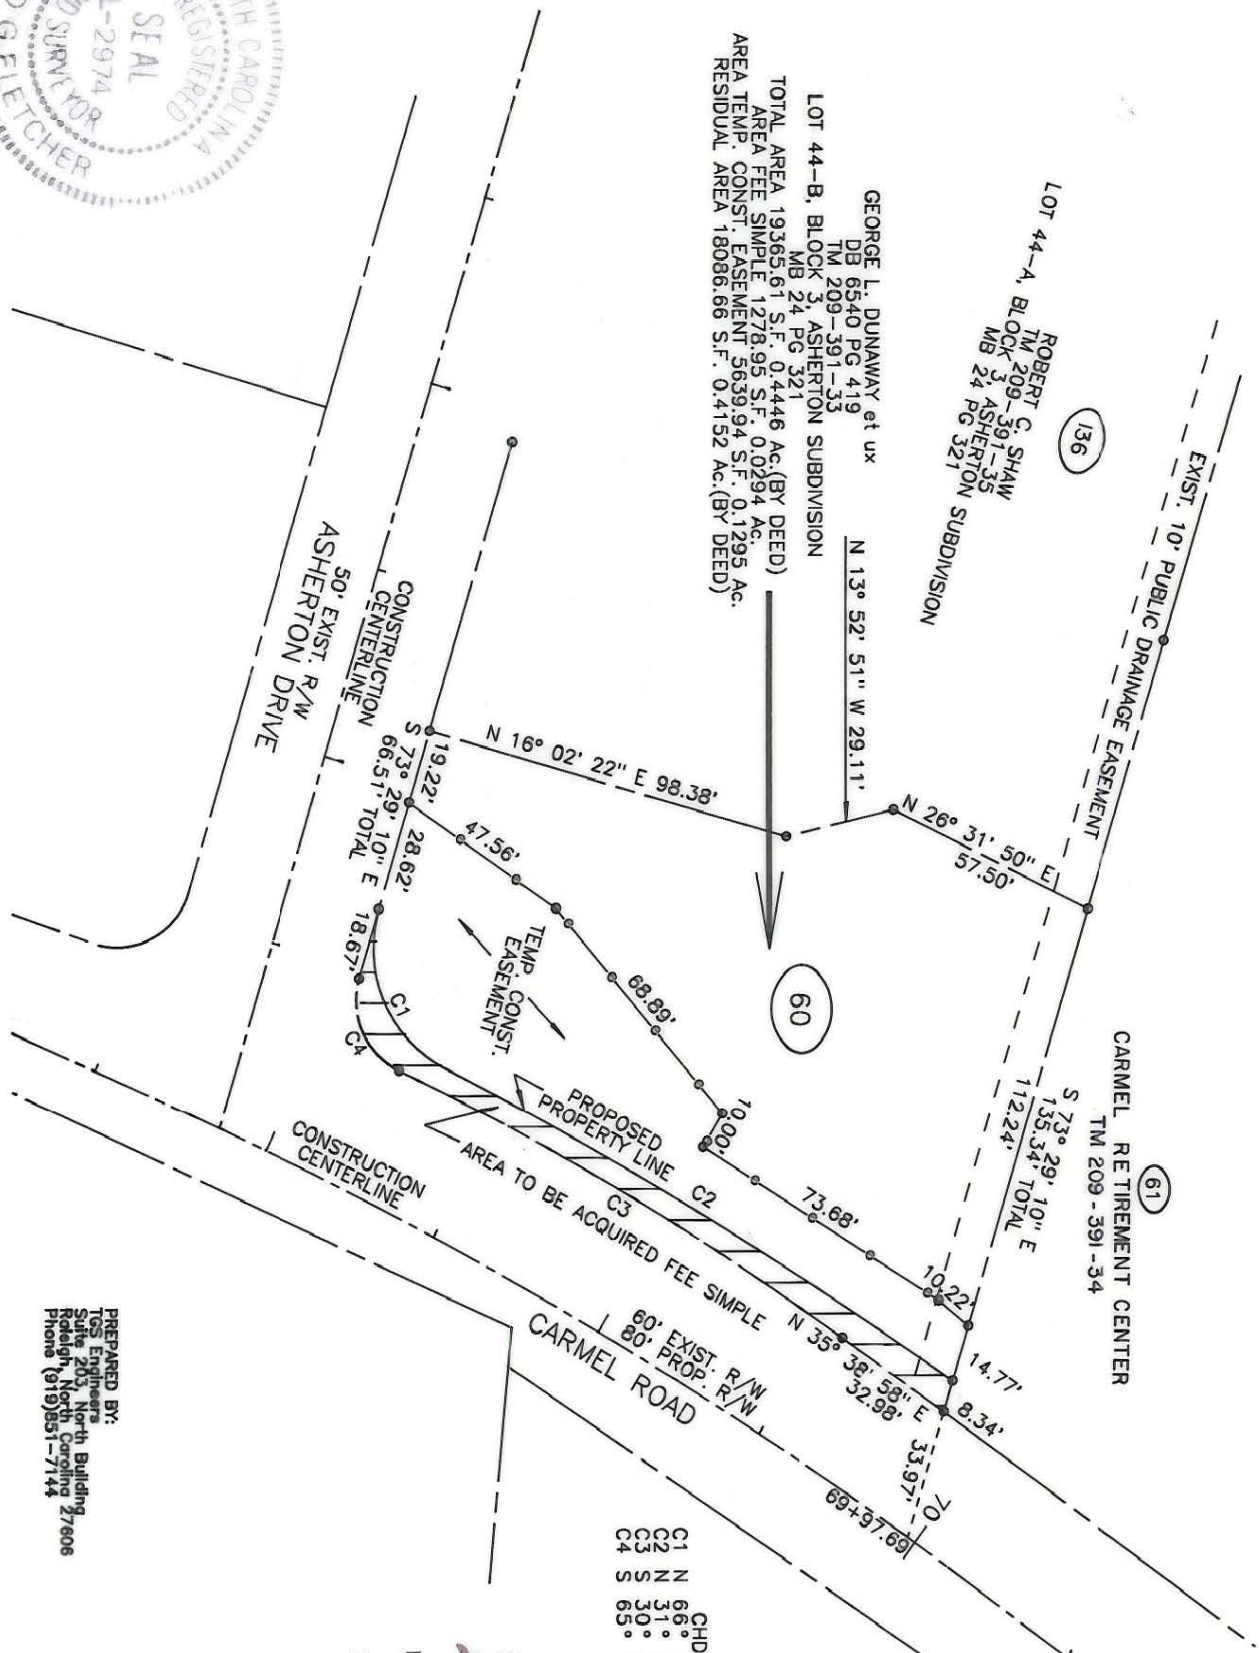 NORTH CAROLINA
REGISTERED
SEAL
L-2974
SURVEYOR
G FLETCHER
LOT 44-A, BLOCK 3, ASHERTON SUBDIVISION
ROBERT C. SHAW
TM 209-391-35
MB 24 PG 321
136
EXIST. 10' PUBLIC DRAINAGE EASEMENT
GEORGE L. DUNAWAY et ux
DB 6540 PG 419
TM 209-391-33
LOT 44-B, BLOCK 3, ASHERTON SUBDIVISION
MB 24 PG 321
TOTAL AREA 19365.61 S.F. 0.4446 Ac.(BY DEED)
AREA FEE SIMPLE 1278.95 S.F. 0.0294 Ac.
AREA TEMP. CONST. EASEMENT 5639.94 S.F. 0.1295 Ac.
RESIDUAL AREA 18086.66 S.F. 0.4152 Ac.(BY DEED)
N 13° 52' 51" W 29.11'
N 16° 02' 22" E 98.38'
N 26° 31' 50" E
57.50'
60
61
CARMEL RETIREMENT CENTER
TM 209-391-34
S 73° 29' 10" E
135.34' TOTAL
112.24'
CONSTRUCTION
CENTERLINE
50' EXIST. R/W
ASHERTON DRIVE
19.22'
28.62'
S 73° 29' 10" E
66.51' TOTAL
18.67'
47.56'
68.89'
10.00'
73.68'
10.22'
14.77'
8.34'
TEMP. CONST.
EASEMENT
C1
C4
C2
C3
PROPOSED
PROPERTY LINE
AREA TO BE ACQUIRED FEE SIMPLE
N 35° 38' 58" E
32.98'
33.97'
70
69+97.69
60' EXIST. R/W
80' PROP. R/W
CARMEL ROAD
CONSTRUCTION
CENTERLINE
CHD
C1 N 66°
C2 N 31°
C3 S 30°
C4 S 65°
PREPARED BY:
TGS Engineers
Suite 203, North Building
Raleigh, North Carolina 27606
Phone (919)851-7144